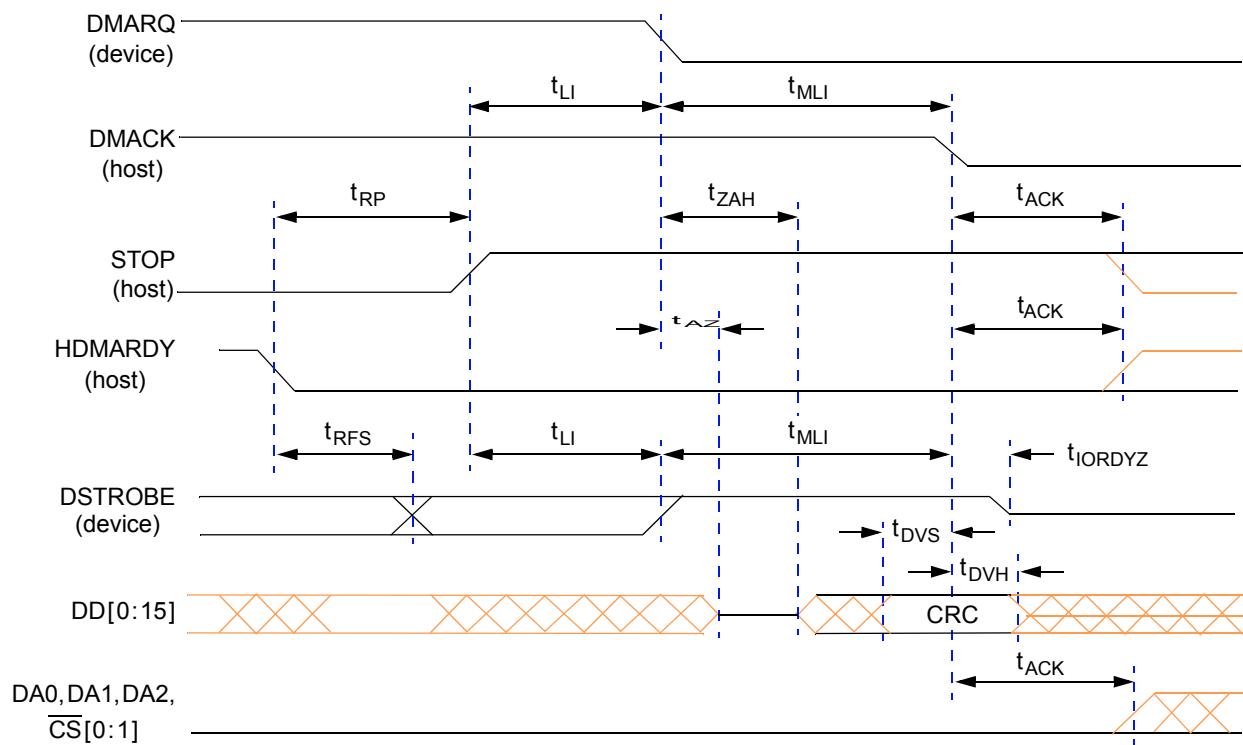 DMARQ
(device)
tLI
tMLI
DMACK
(host)
tRP
tZAH
tACK
STOP
(host)
tAZ
tACK
HDMARDY
(host)
tRFS
tLI
tMLI
tIORDYZ
DSTROBE
(device)
tDVS
tDVH
DD[0:15]
CRC
tACK
DA0,DA1,DA2,
CS[0:1]